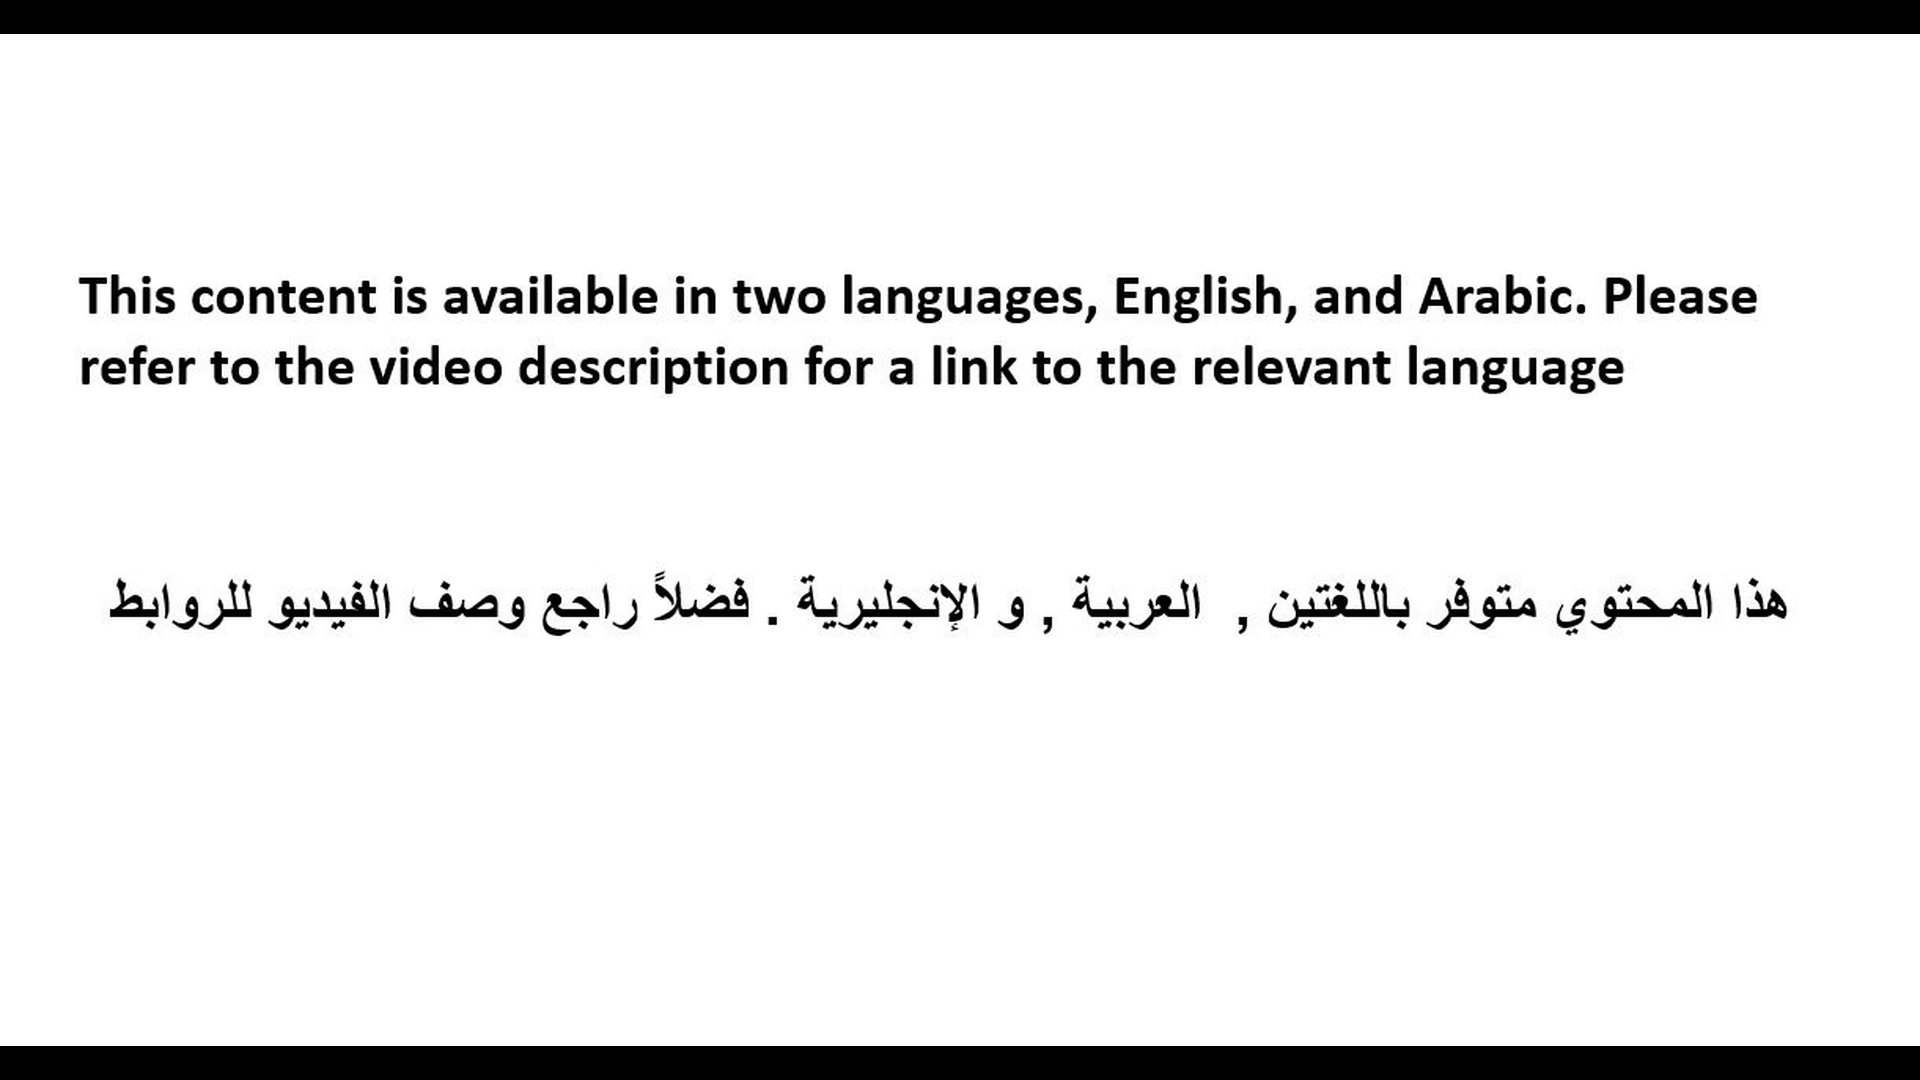 This content is available in two languages, English, and Arabic. Please
refer to the video description for a link to the relevant language
هذا المحتوي متوفر باللغتين , العربية , و الإنجليرية . فضلاً راجع وصف الفيديو للروابط